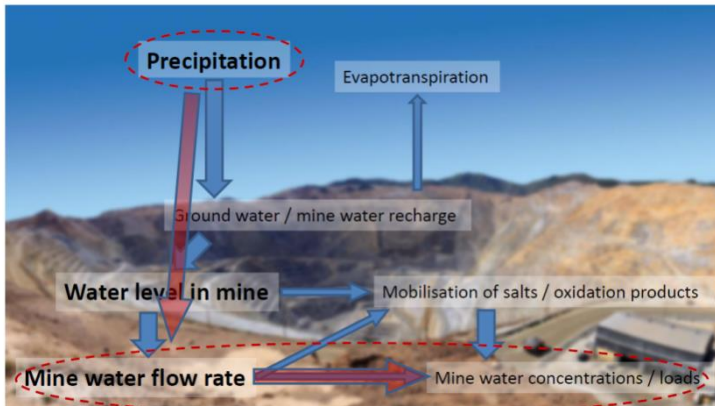 Precipitation
Evapotranspiration
Ground water / mine water recharge
Water level in mine
Mobilisation of salts / oxidation products
Mine water flow rate
Mine water concentrations / loads